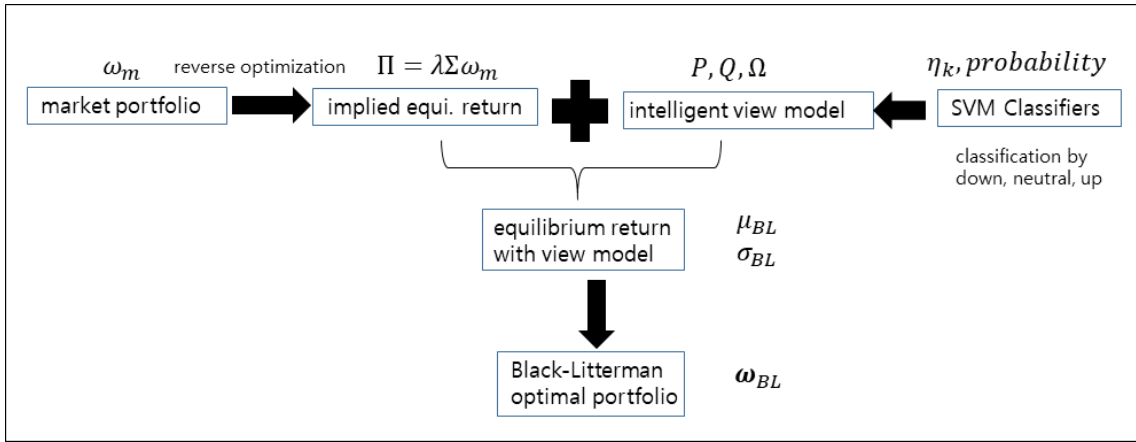 ω_m reverse optimization Π = λΣω_m P, Q, Ω η_k, probability
market portfolio implied equi. return intelligent view model SVM Classifiers
classification by
down, neutral, up
equilibrium return
with view model
μ_BL
σ_BL
Black-Litterman
optimal portfolio
ω_BL